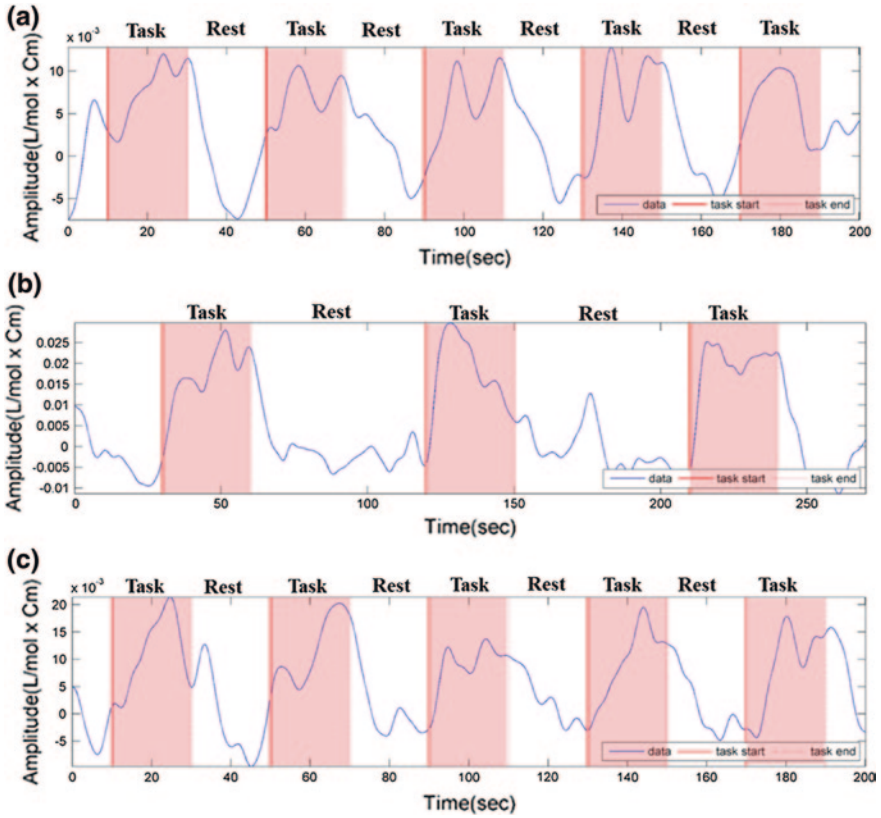 (a)
Task Rest Task Rest Task Rest Task Rest Task
x 10⁻³
10
5
0
-5
Amplitude(L/mol x Cm)
data task start task end
0 20 40 60 80 100 120 140 160 180 200
Time(sec)
(b)
Task Rest Task Rest Task
0.025
0.02
0.015
0.01
0.005
0
-0.005
-0.01
Amplitude(L/mol x Cm)
data task start task end
0 50 100 150 200 250
Time(sec)
(c)
Task Rest Task Rest Task Rest Task Rest Task
x 10⁻³
20
15
10
5
0
-5
Amplitude(L/mol x Cm)
data task start task end
0 20 40 60 80 100 120 140 160 180 200
Time(sec)